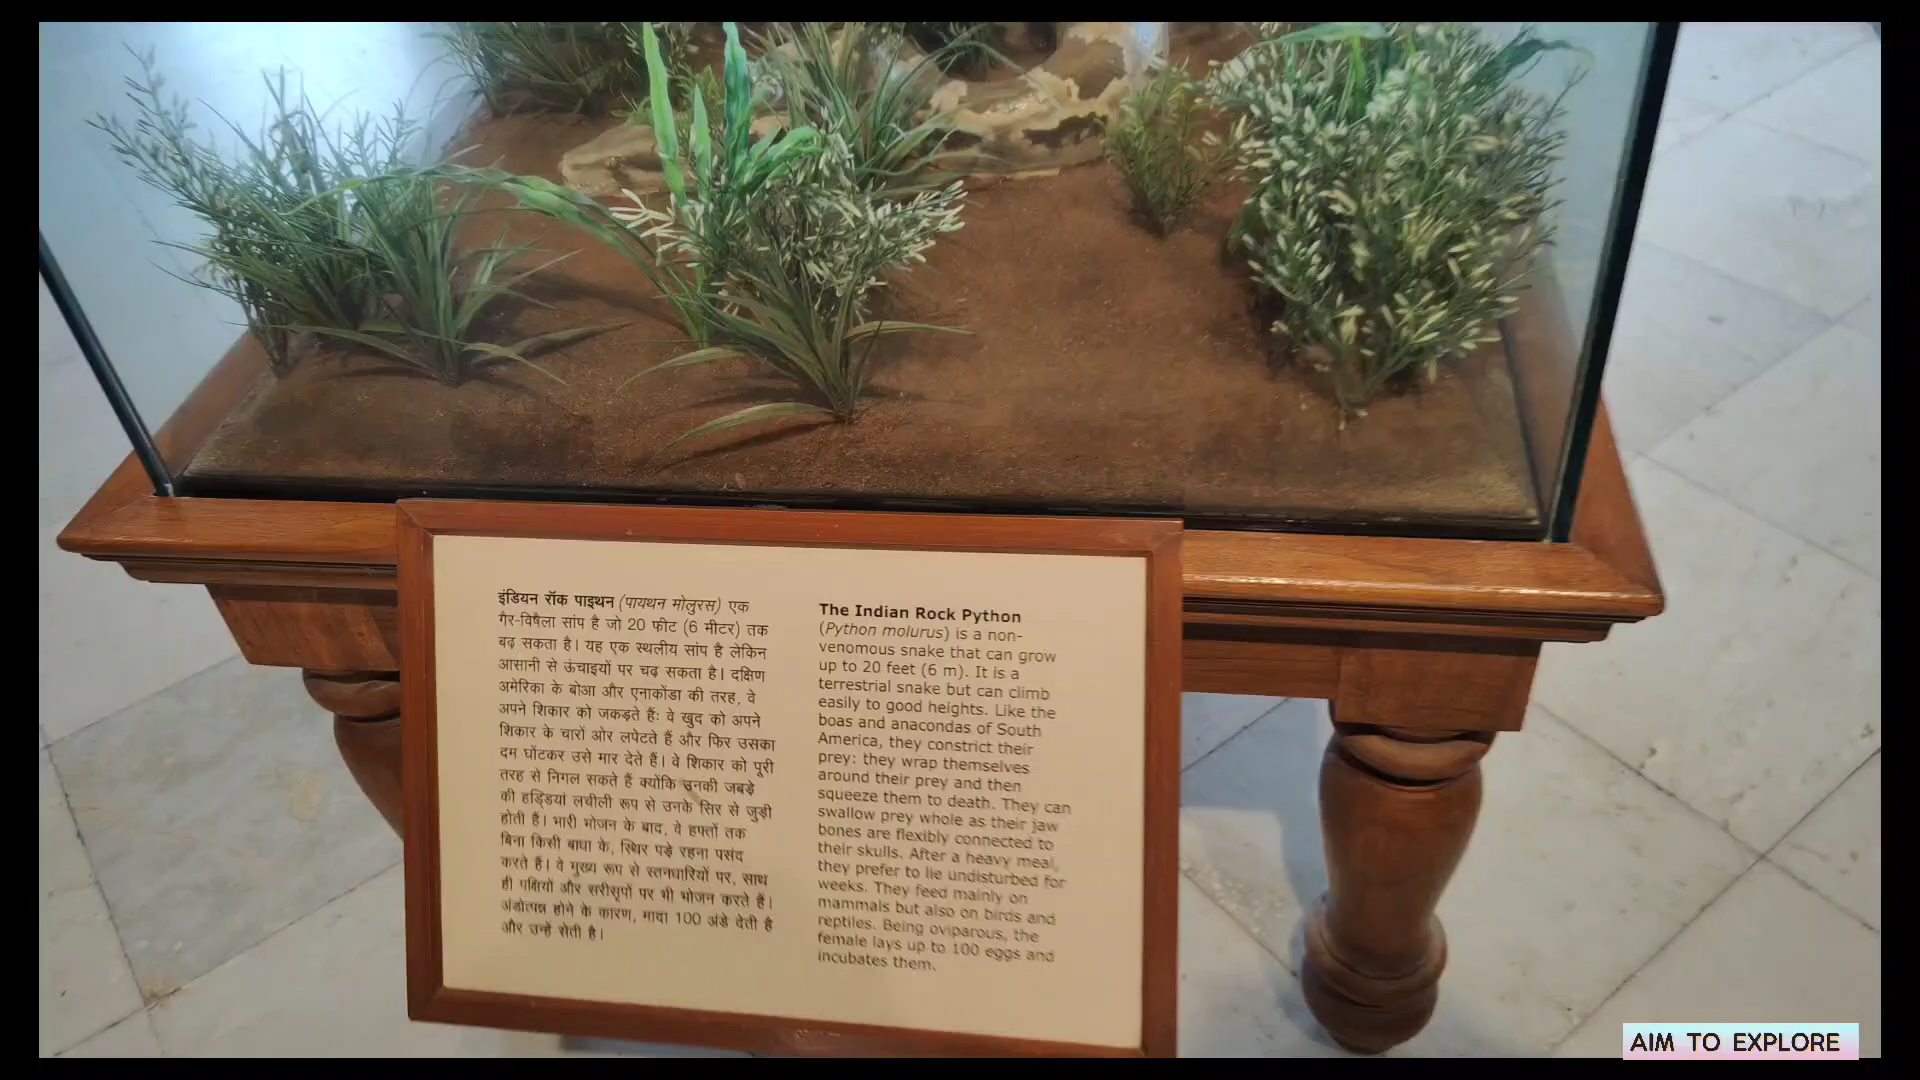 इंडियन रॉक पाइथन (पायथन मोलुरस) एक
गैर-विषैला सांप है जो 20 फीट (6 मीटर) तक
बढ़ सकता है। यह एक स्थलीय सांप है लेकिन
आसानी से ऊंचाइयों पर चढ़ सकता है। दक्षिण
अमेरिका के बोआ और एनाकोंडा की तरह, वे
अपने शिकार को जकड़ते हैं: वे खुद को अपने
शिकार के चारों ओर लपेटते हैं और फिर उसका
दम घोंटकर उसे मार देते हैं। वे शिकार को पूरी
तरह से निगल सकते हैं क्योंकि उनकी जबड़े
की हड्डियां लचीली रूप से उनके सिर से जुड़ी
होती हैं। भारी भोजन के बाद, वे हफ्तों तक
बिना किसी बाधा के, स्थिर पड़े रहना पसंद
करते हैं। वे मुख्य रूप से स्तनधारियों पर, साथ
ही पक्षियों और सरीसृपों पर भी भोजन करते हैं।
अंडोत्पन्न होने के कारण, मादा 100 अंडे देती है
और उन्हें सेती है।
The Indian Rock Python
(Python molurus) is a non-
venomous snake that can grow
up to 20 feet (6 m). It is a
terrestrial snake but can climb
easily to good heights. Like the
boas and anacondas of South
America, they constrict their
prey: they wrap themselves
around their prey and then
squeeze them to death. They can
swallow prey whole as their jaw
bones are flexibly connected to
their skulls. After a heavy meal,
they prefer to lie undisturbed for
weeks. They feed mainly on
mammals but also on birds and
reptiles. Being oviparous, the
female lays up to 100 eggs and
incubates them.
AIM TO EXPLORE